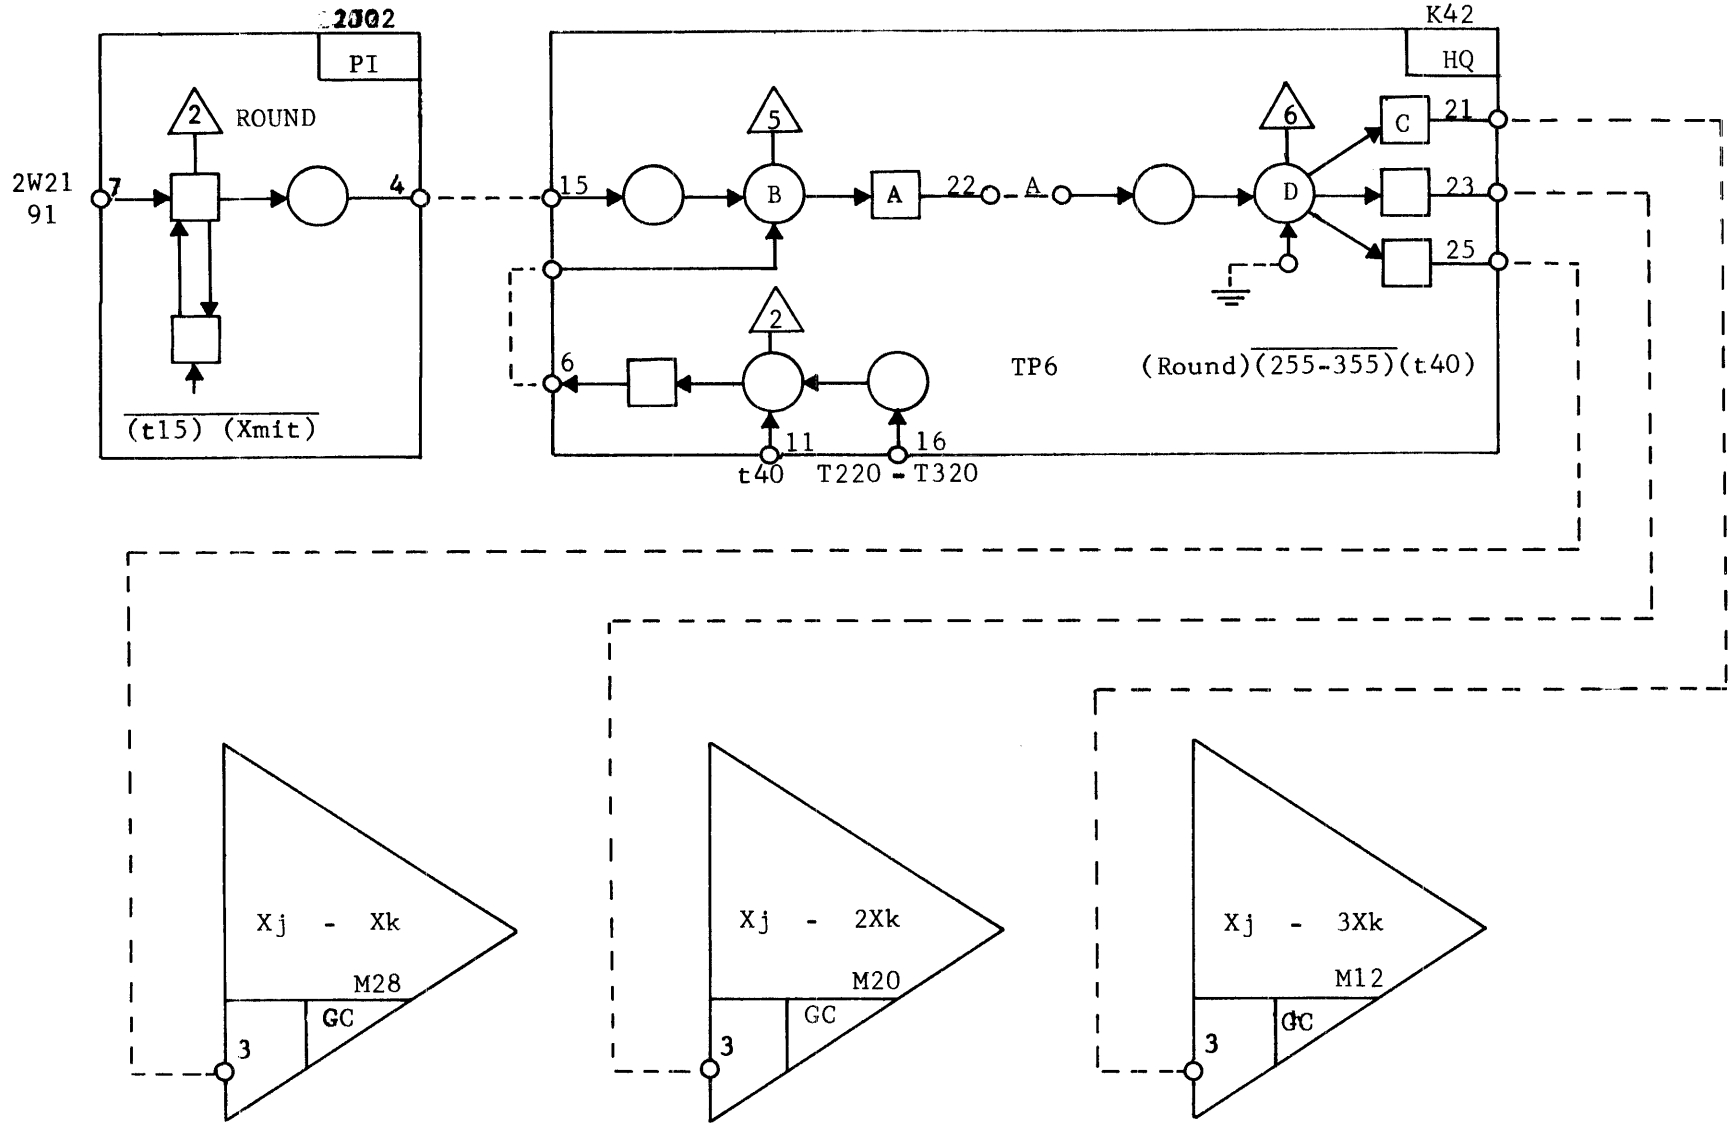 K42
PI
HQ
2
ROUND
5
6
C
21
2W21
91
7
4
15
B
A
22
A
D
23
25
2
6
TP6
(Round)(255-355)(t40)
(t15) (Xmit)
11
16
t40
T220 - T320
Xj - Xk
M28
GC
3
Xj - 2Xk
M20
GC
3
Xj - 3Xk
M12
GC
3